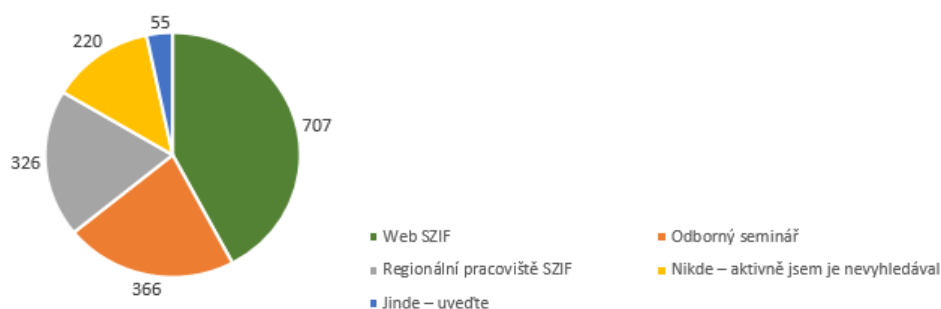 55
220
707
326
366
Web SZIF
Odborný seminář
Regionální pracoviště SZIF
Nikde – aktivně jsem je nevyhledával
Jinde – uveďte